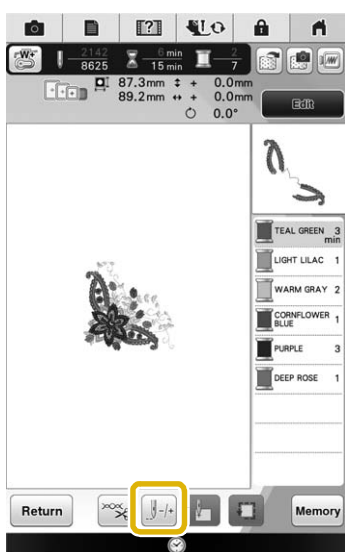 W+
2142
8625
6 min
15 min
2
7
87.3mm ↕ + 0.0mm
89.2mm ↔ + 0.0mm
0.0°
Edit
TEAL GREEN 3
min
LIGHT LILAC 1
WARM GRAY 2
CORNFLOWER 1
BLUE
PURPLE 3
DEEP ROSE 1
Return
-/+
Memory